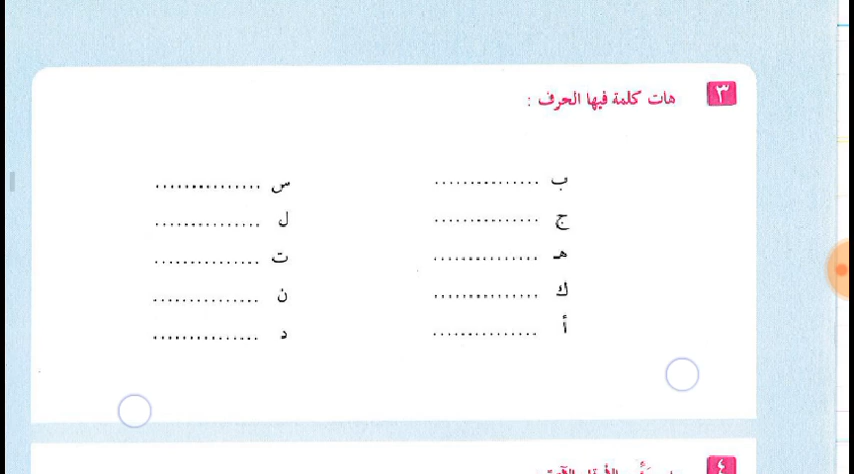 ٣ هات كلمة فيها الحرف :
ب ............... س ...............
ج ............... ل ...............
هـ ............... ت ...............
ك ............... ن ...............
أ ............... د ...............
٤